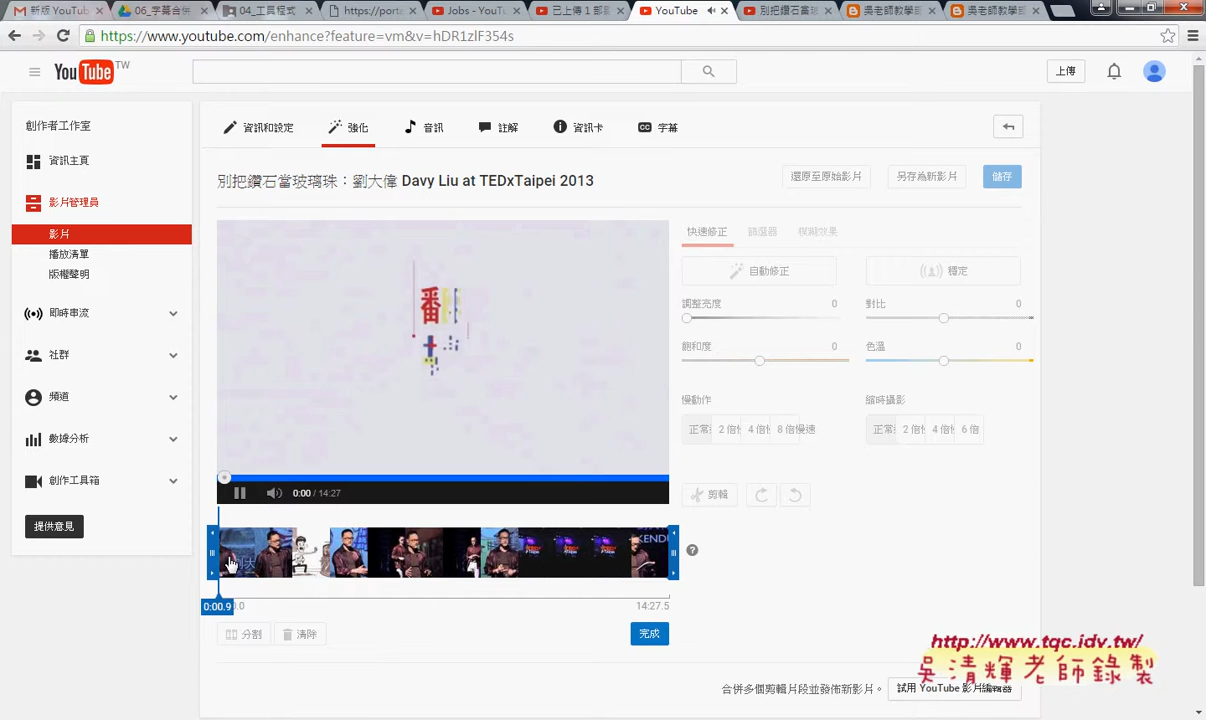 新版 YouTub
06_字幕合併
04_工具程式
https://porta
Jobs - YouTu
已上傳 1 部影
YouTube
別把鑽石當玻
吳老師教學部
吳老師教學部
https://www.youtube.com/enhance?feature=vm&v=hDR1zlF354s
YouTube TW
上傳
創作者工作室
資訊主頁
影片管理員
影片
播放清單
版權聲明
即時串流
社群
頻道
數據分析
創作工具箱
提供意見
資訊和設定
強化
音訊
註解
資訊卡
CC 字幕
別把鑽石當玻璃珠：劉大偉 Davy Liu at TEDxTaipei 2013
還原至原始影片
另存為新影片
儲存
快速修正
篩選器
模糊效果
自動修正
穩定
調整亮度 0
對比 0
飽和度 0
色溫 0
慢動作
縮時攝影
正常 2 倍 4 倍 8 倍慢速
正常 2 倍 4 倍 6 倍
0:00 / 14:27
剪輯
KENDU
0:00.9
14:27.5
分割
清除
完成
合併多個剪輯片段並發佈新影片。
試用 YouTube 影片編輯器
http://www.tqc.idv.tw/
吳清輝老師錄製